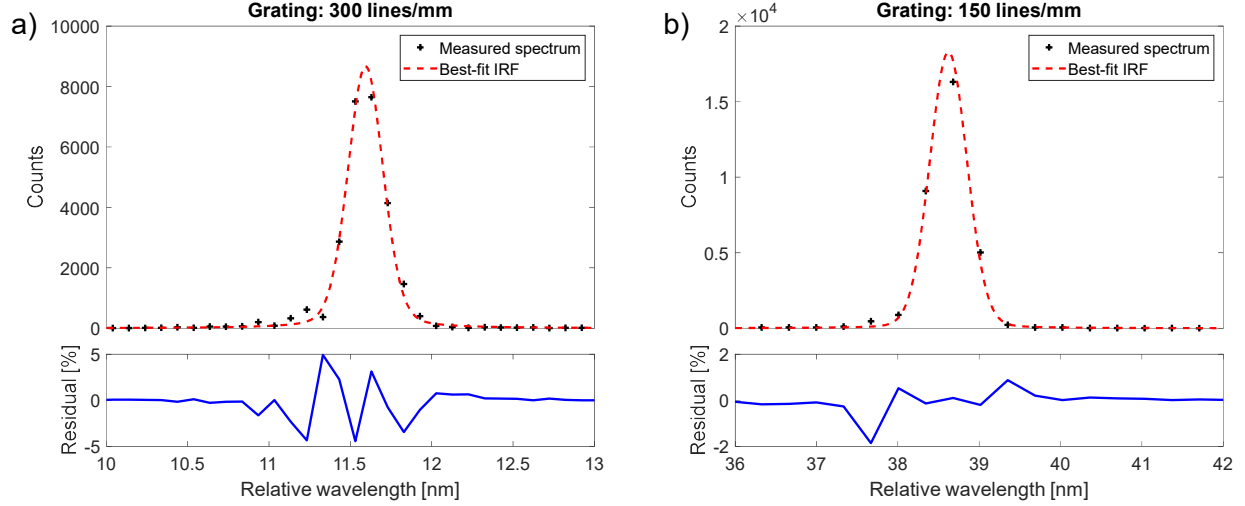 a)
Grating: 300 lines/mm
10000
8000
6000
4000
2000
0
Counts
Measured spectrum
Best-fit IRF
5
0
-5
Residual [%]
10 10.5 11 11.5 12 12.5 13
Relative wavelength [nm]
b)
Grating: 150 lines/mm
×10⁴
2
1.5
1
0.5
0
Counts
Measured spectrum
Best-fit IRF
2
0
-2
Residual [%]
36 37 38 39 40 41 42
Relative wavelength [nm]